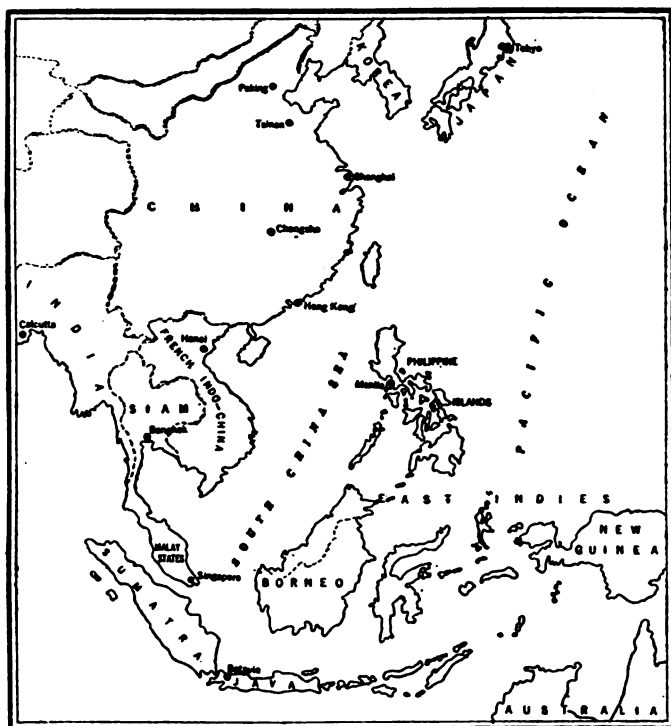 KOREA
Tokyo
JAPAN
Peking
Tainan
Shanghai
CHINA
Changsha
PACIFIC OCEAN
Hong Kong
INDIA
Calcutta
Hanoi
FRENCH INDO-CHINA
PHILIPPINE
ISLANDS
Manila
SIAM
Bangkok
SOUTH CHINA SEA
EAST INDIES
MALAY
STATES
Singapore
SUMATRA
BORNEO
NEW
GUINEA
Batavia
JAVA
AUSTRALIA